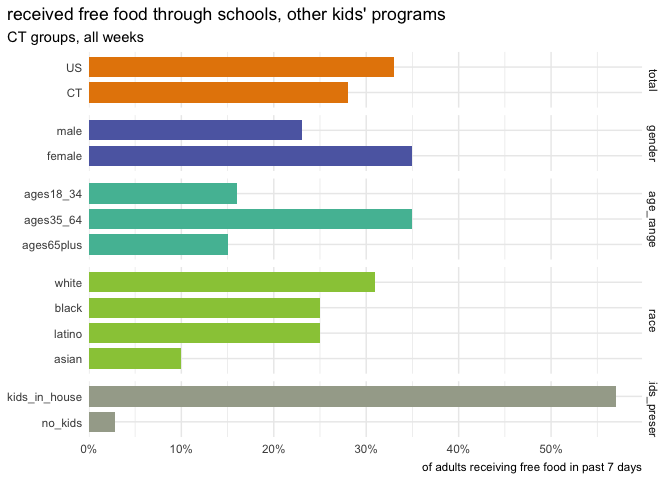 received free food through schools, other kids' programs
CT groups, all weeks
US
CT
total
male
female
gender
ages18_34
ages35_64
ages65plus
age_range
white
black
latino
asian
race
kids_in_house
no_kids
ids_preser
0%
10%
20%
30%
40%
50%
of adults receiving free food in past 7 days